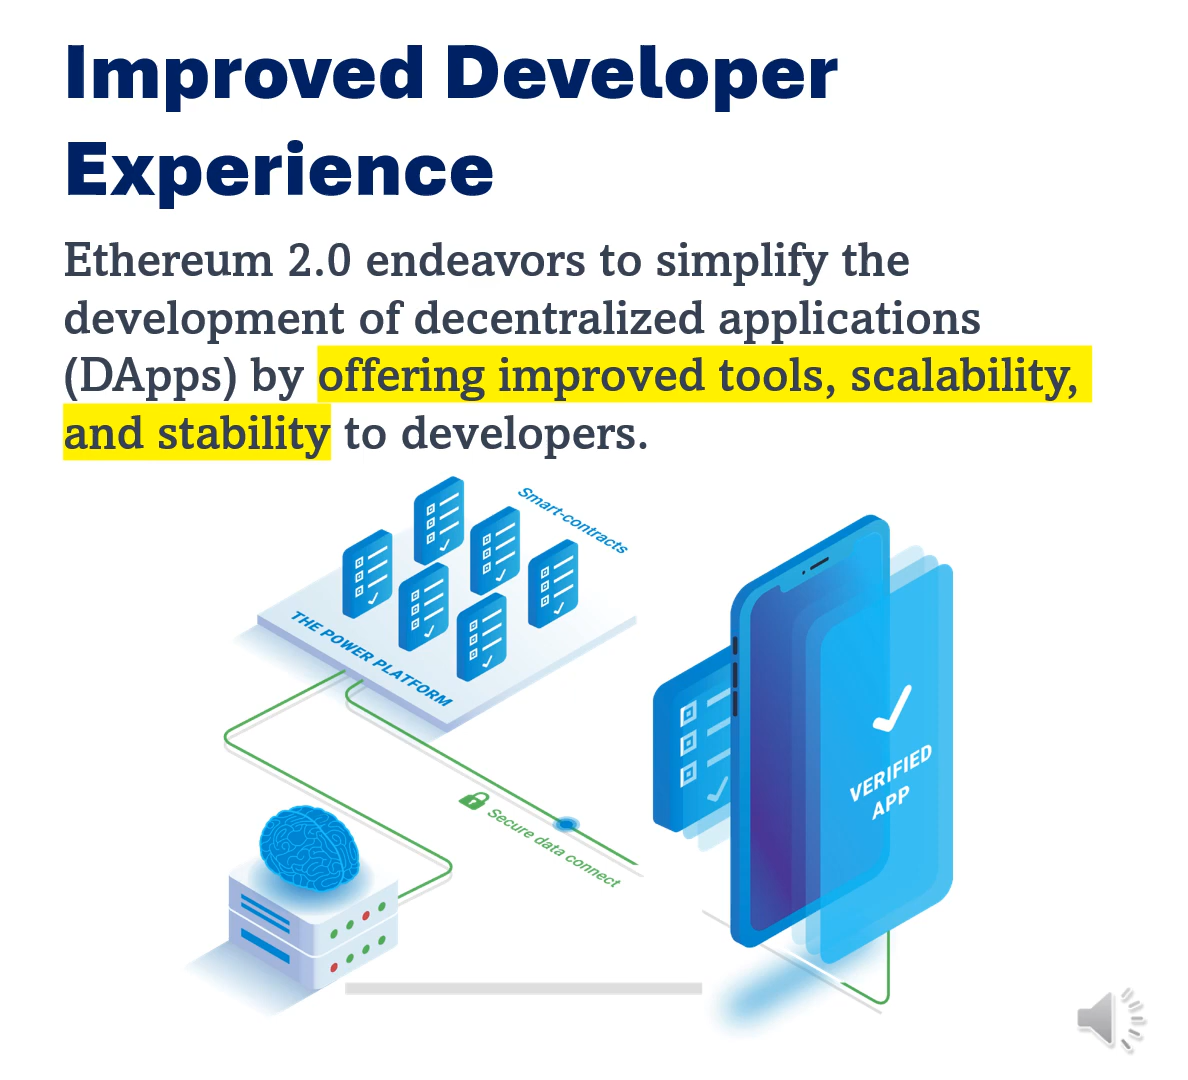 Improved Developer
Experience
Ethereum 2.0 endeavors to simplify the
development of decentralized applications
(DApps) by offering improved tools, scalability,
and stability to developers.
Smart-contracts
THE POWER PLATFORM
VERIFIED
APP
Secure data connect